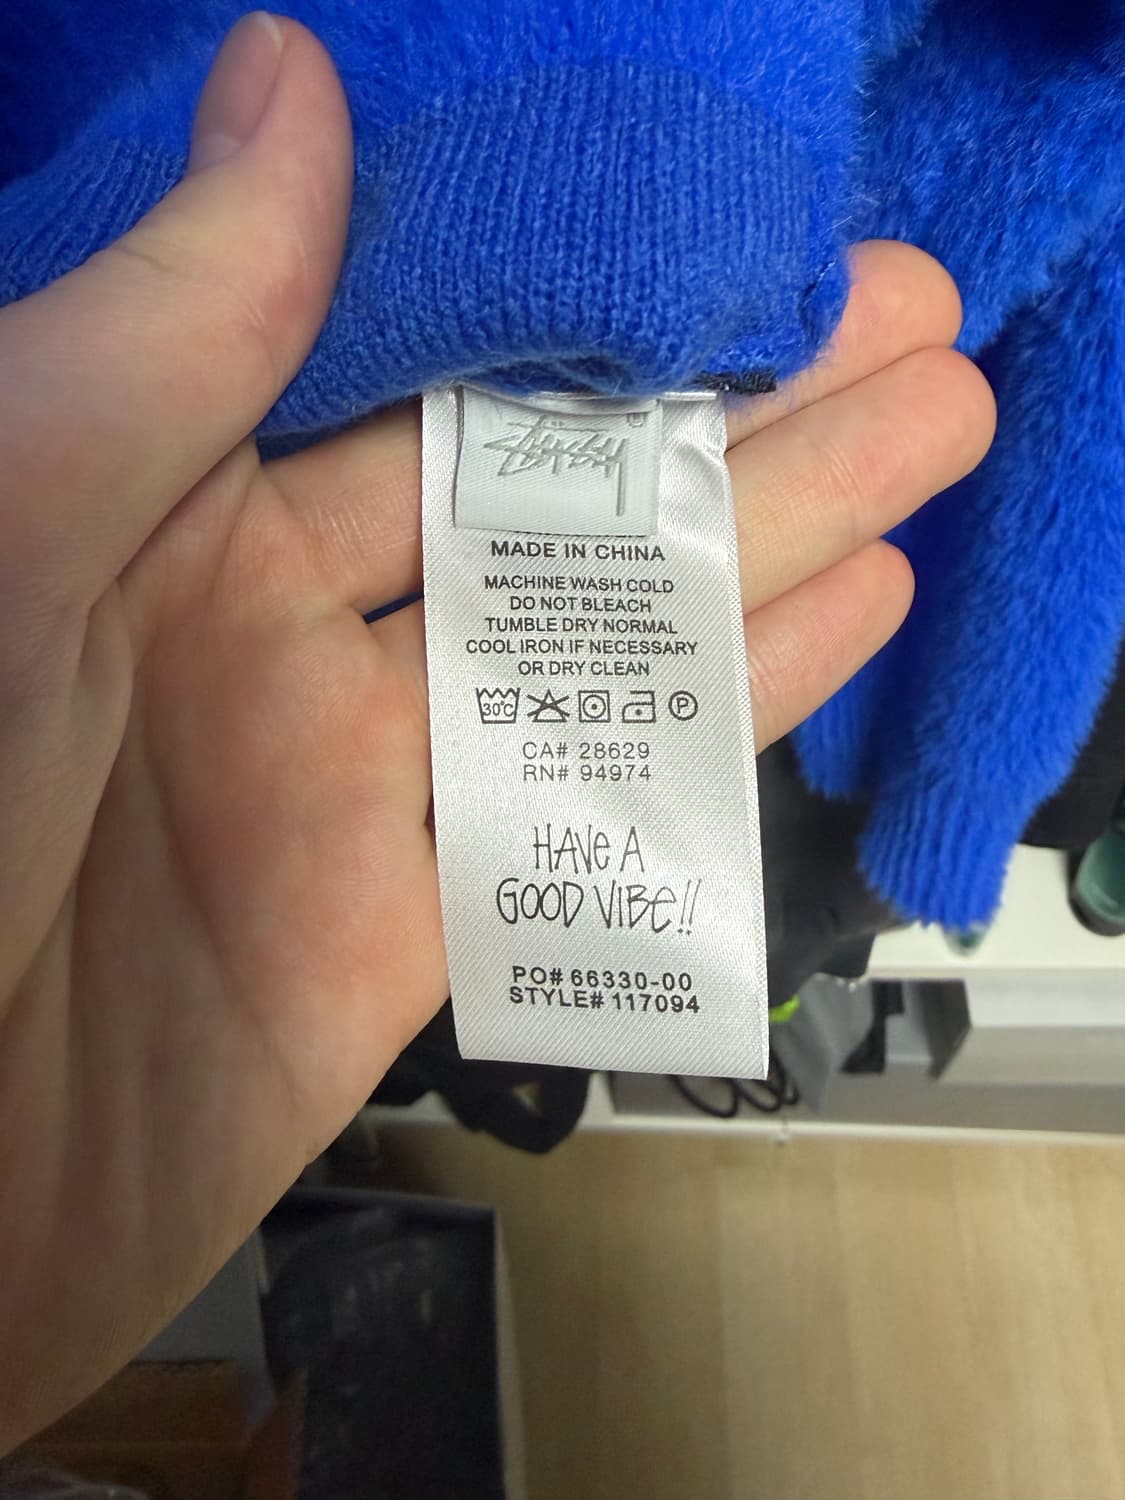 Stüssy®
MADE IN CHINA
MACHINE WASH COLD
DO NOT BLEACH
TUMBLE DRY NORMAL
COOL IRON IF NECESSARY
OR DRY CLEAN
30°C P
CA# 28629
RN# 94974
HAVe A
GOOD VIBe!!
PO# 66330-00
STYLE# 117094